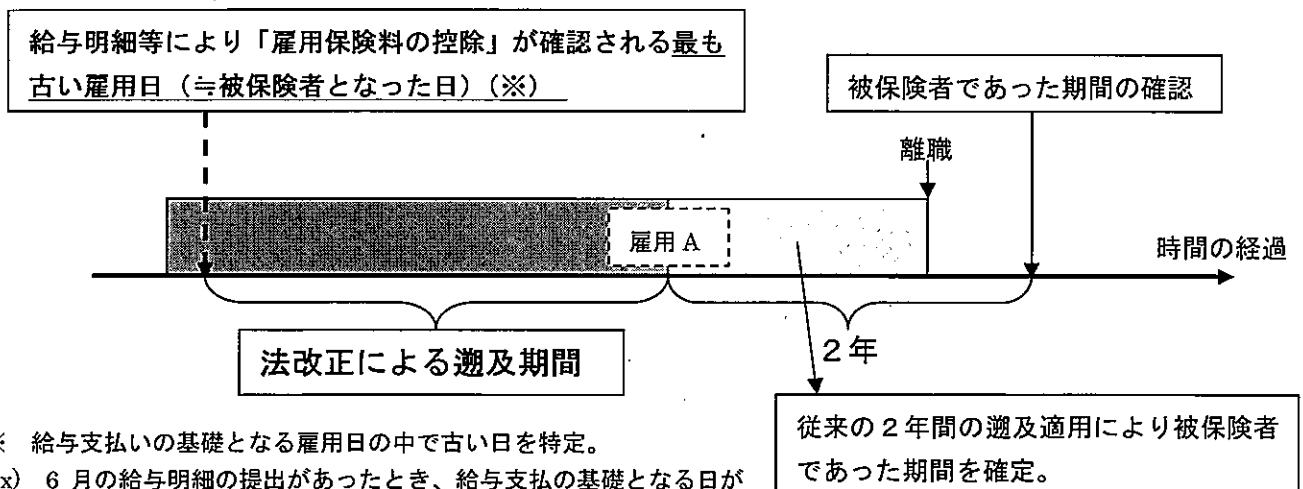 給与明細等により「雇用保険料の控除」が確認される最も
古い雇用日（≒被保険者となった日）（※）
被保険者であった期間の確認
離職
雇用 A
時間の経過
法改正による遡及期間
2年
従来の2年間の遡及適用により被保険者
であった期間を確定。
※ 給与支払いの基礎となる雇用日の中で古い日を特定。
x) 6 月の給与明細の提出があったとき、給与支払の基礎となる日が